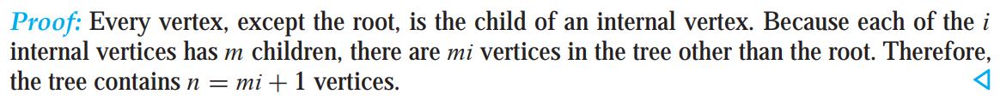 Proof: Every vertex, except the root, is the child of an internal vertex. Because each of the i
internal vertices has m children, there are mi vertices in the tree other than the root. Therefore,
the tree contains n = mi + 1 vertices. ◁